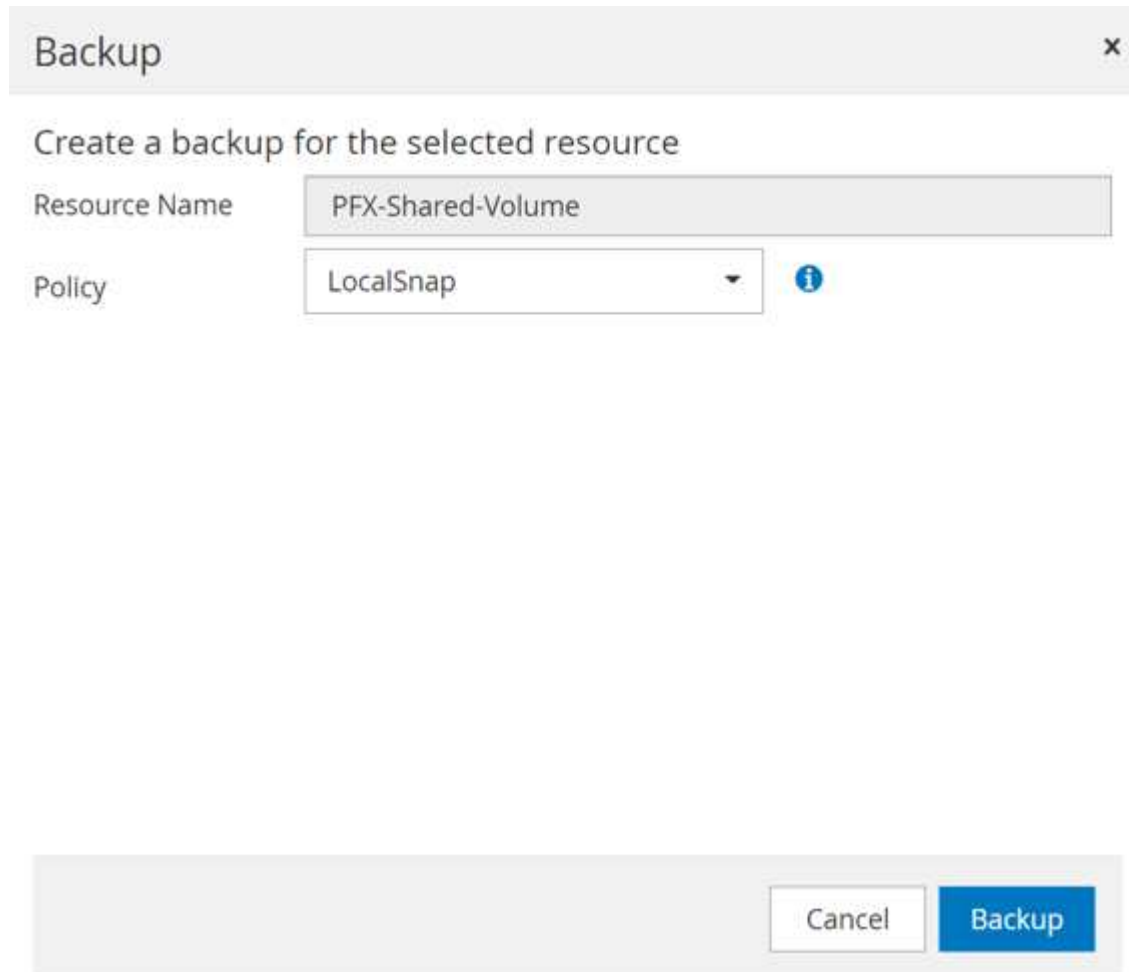 Backup
Create a backup for the selected resource
Resource Name
PFX-Shared-Volume
Policy
LocalSnap
Cancel
Backup